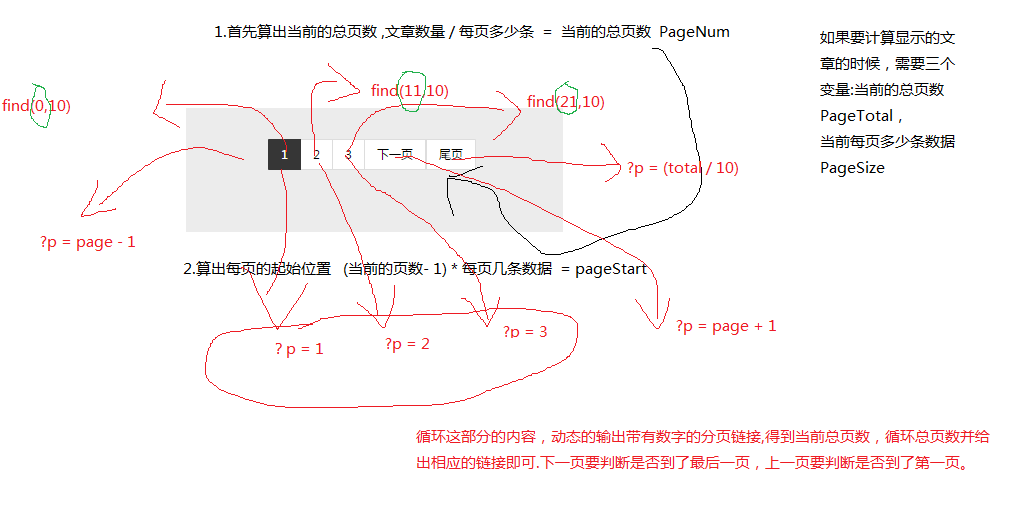 1.首先算出当前的总页数 ,文章数量 / 每页多少条 = 当前的总页数 PageNum
如果要计算显示的文
章的时候，需要三个
变量:当前的总页数
PageTotal，
当前每页多少条数据
PageSize
find(0,10)
find(11,10)
find(21,10)
1 2 3 下一页 尾页
?p = (total / 10)
?p = page - 1
2.算出每页的起始位置 (当前的页数- 1) * 每页几条数据 = pageStart
? p = 1
?p = 2
?p = 3
?p = page + 1
循环这部分的内容，动态的输出带有数字的分页链接,得到当前总页数，循环总页数并给
出相应的链接即可.下一页要判断是否到了最后一页，上一页要判断是否到了第一页。